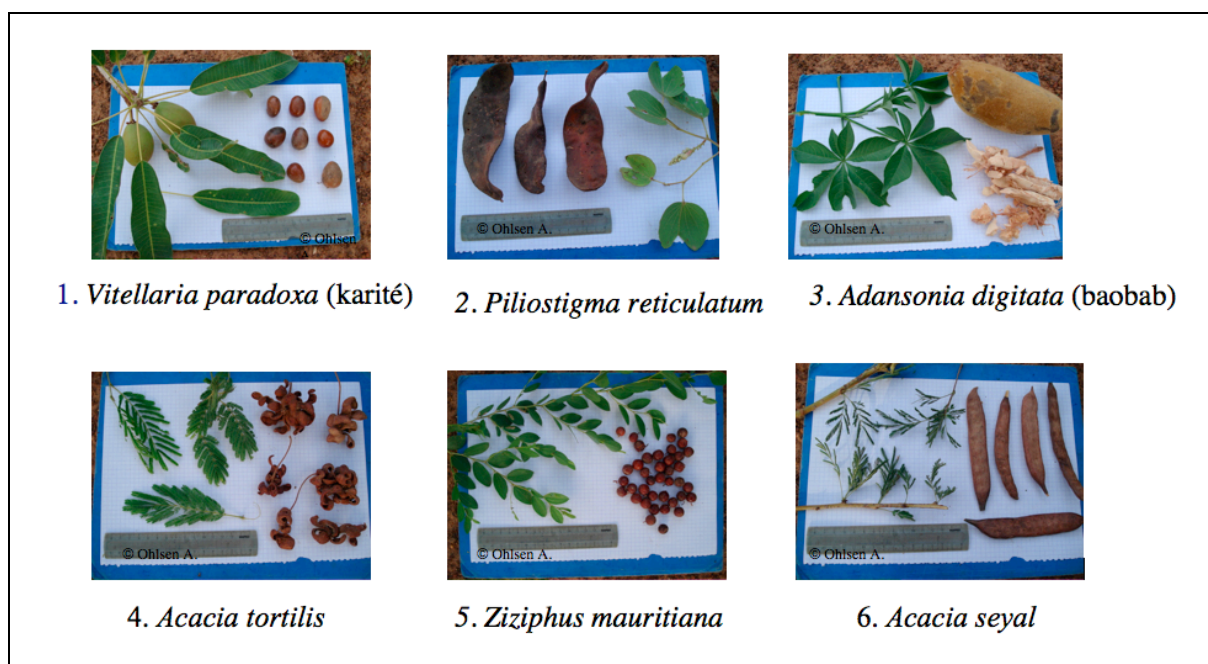 © Ohlsen
© Ohlsen A.
© Ohlsen A.
1. Vitellaria paradoxa (karité)
2. Piliostigma reticulatum
3. Adansonia digitata (baobab)
© Ohlsen A.
© Ohlsen A.
© Ohlsen A.
4. Acacia tortilis
5. Ziziphus mauritiana
6. Acacia seyal